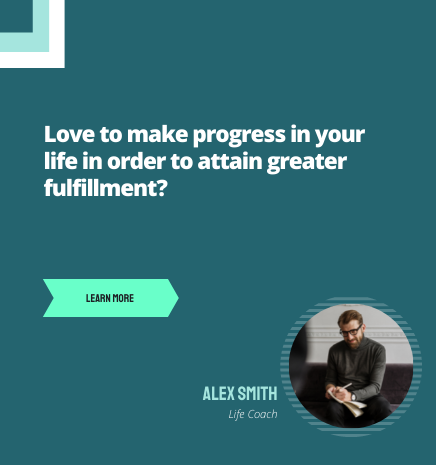 Love to make progress in your
life in order to attain greater
fulfillment?
LEARN MORE
ALEX SMITH
Life Coach